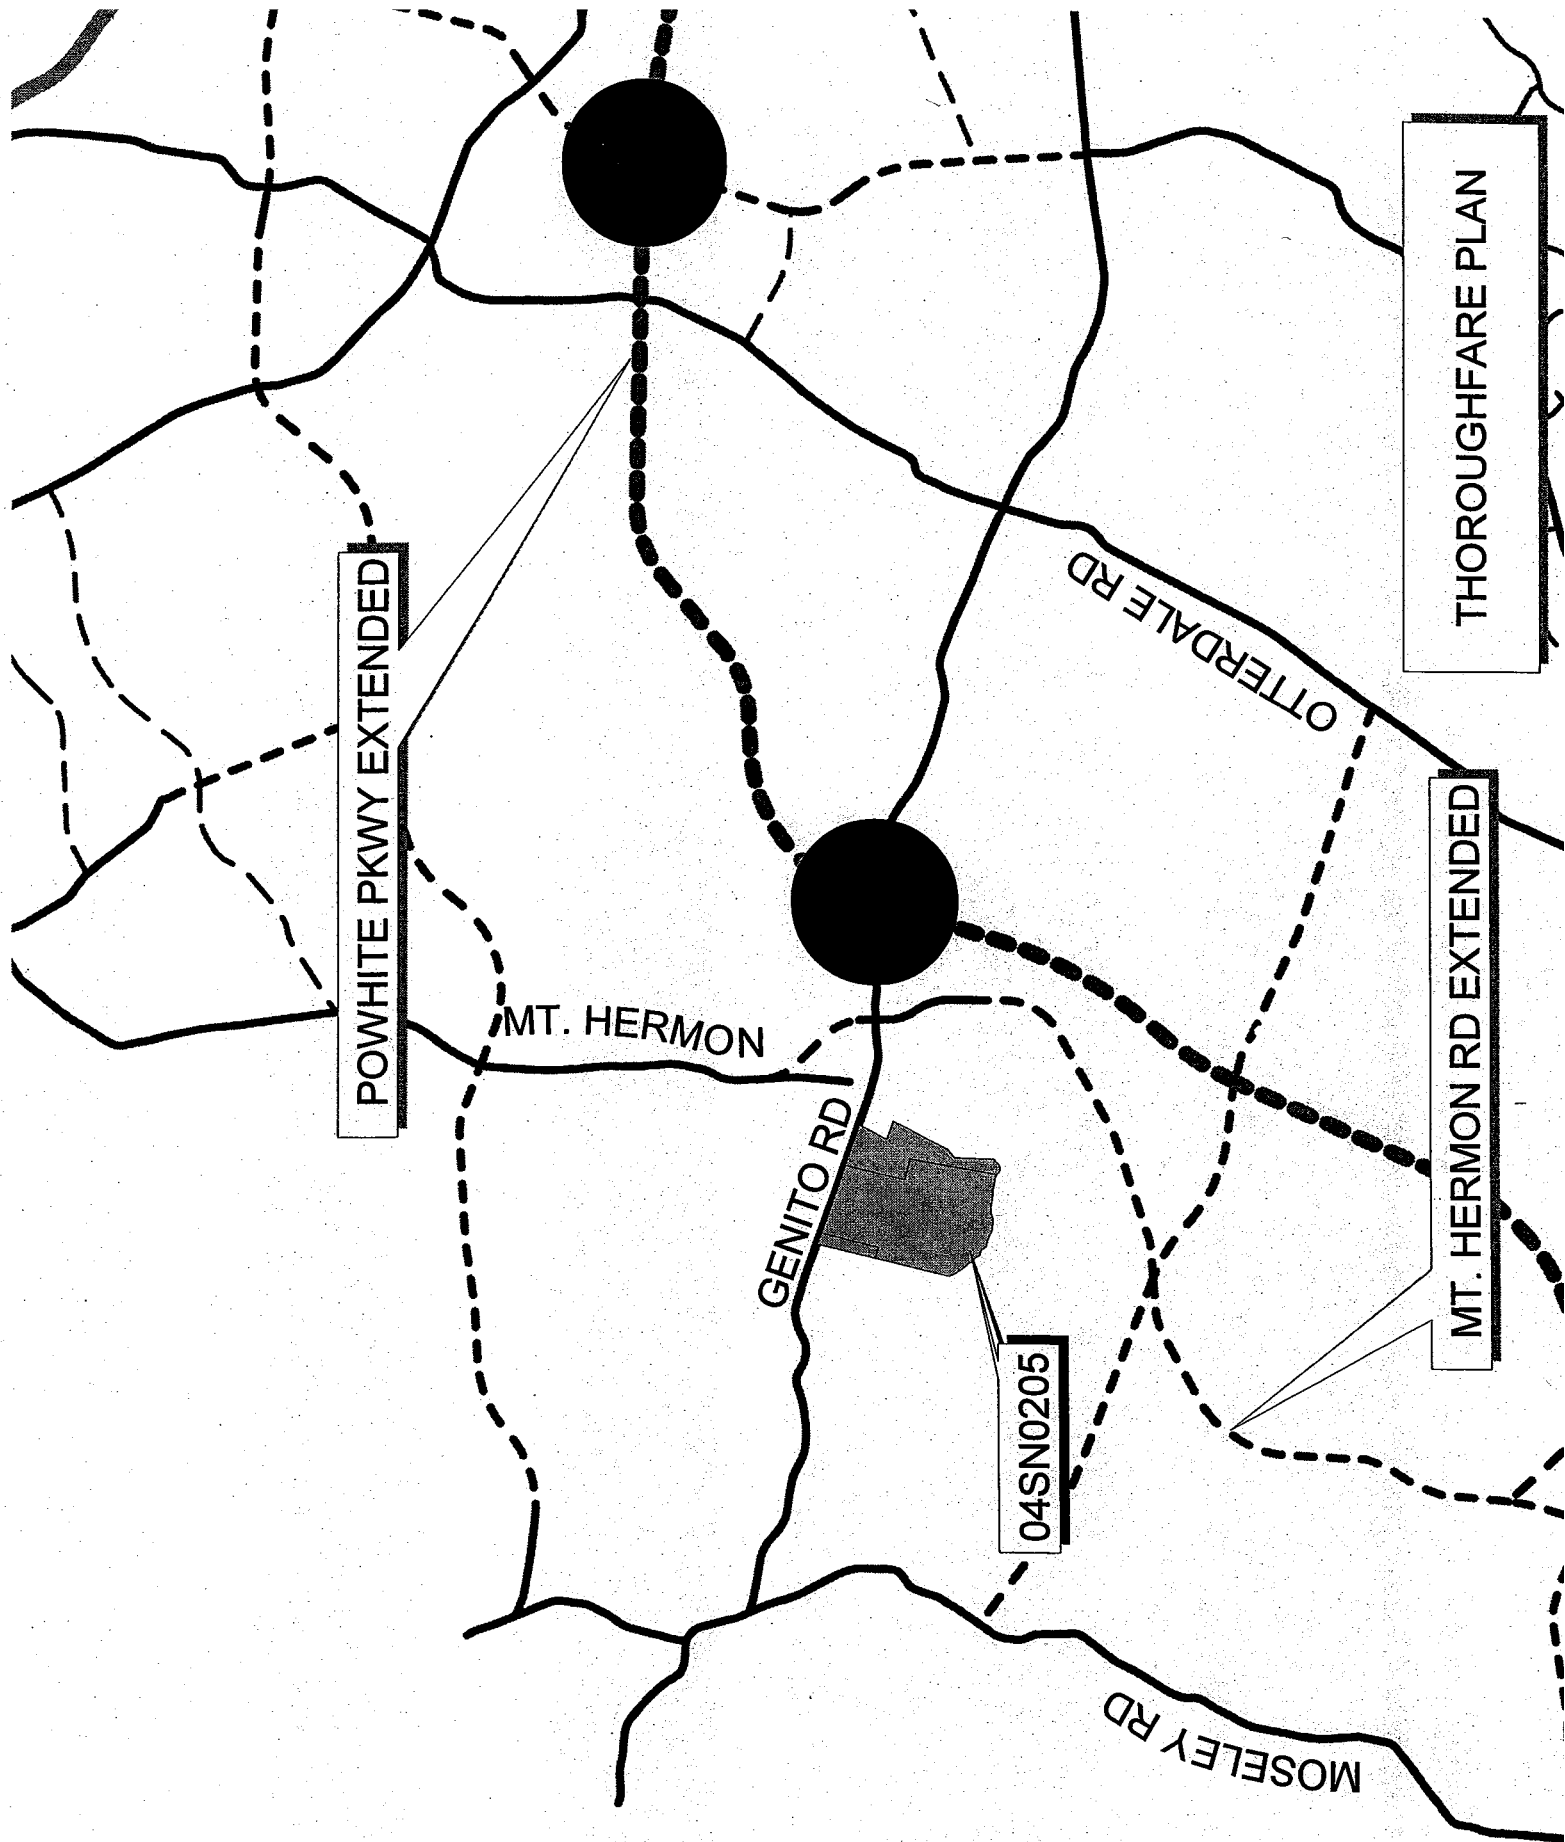 POWHITE PKWY EXTENDED
MT. HERMON
GENITO RD
OTTERDALE RD
04SN0205
MT. HERMON RD EXTENDED
MOSELEY RD
THOROUGHFARE PLAN